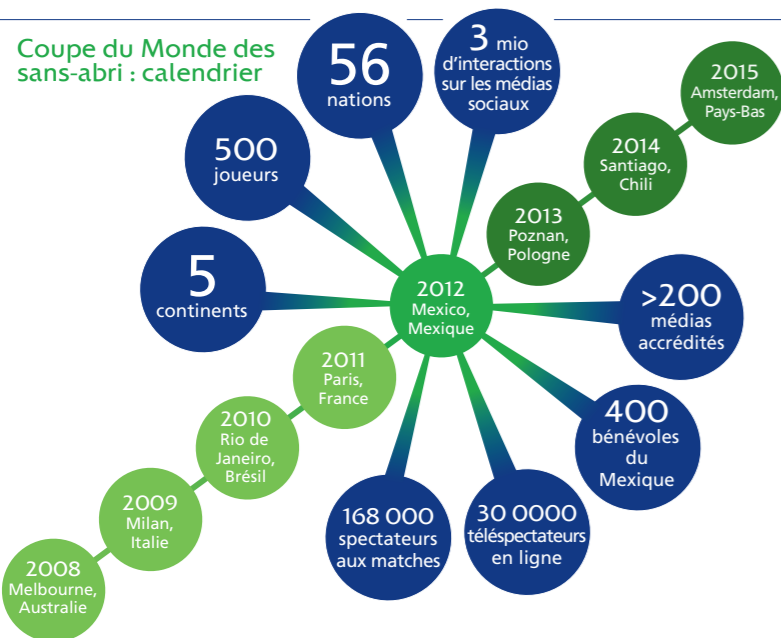 Coupe du Monde des
sans-abri : calendrier
56
nations
3 mio
d'interactions
sur les médias
sociaux
2015
Amsterdam,
Pays-Bas
500
joueurs
2014
Santiago,
Chili
2013
Poznan,
Pologne
5
continents
2012
Mexico,
Mexique
>200
médias
accrédités
2011
Paris,
France
400
bénévoles
du
Mexique
2010
Rio de
Janeiro,
Brésil
2009
Milan,
Italie
168 000
spectateurs
aux matches
30 0000
téléspectateurs
en ligne
2008
Melbourne,
Australie